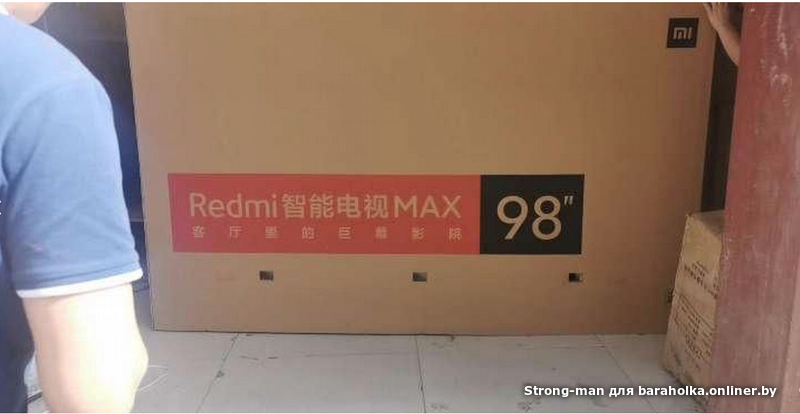 mi
Redmi智能电视MAX
98"
客厅里的巨幕影院
Strong-man для baraholka.onliner.by